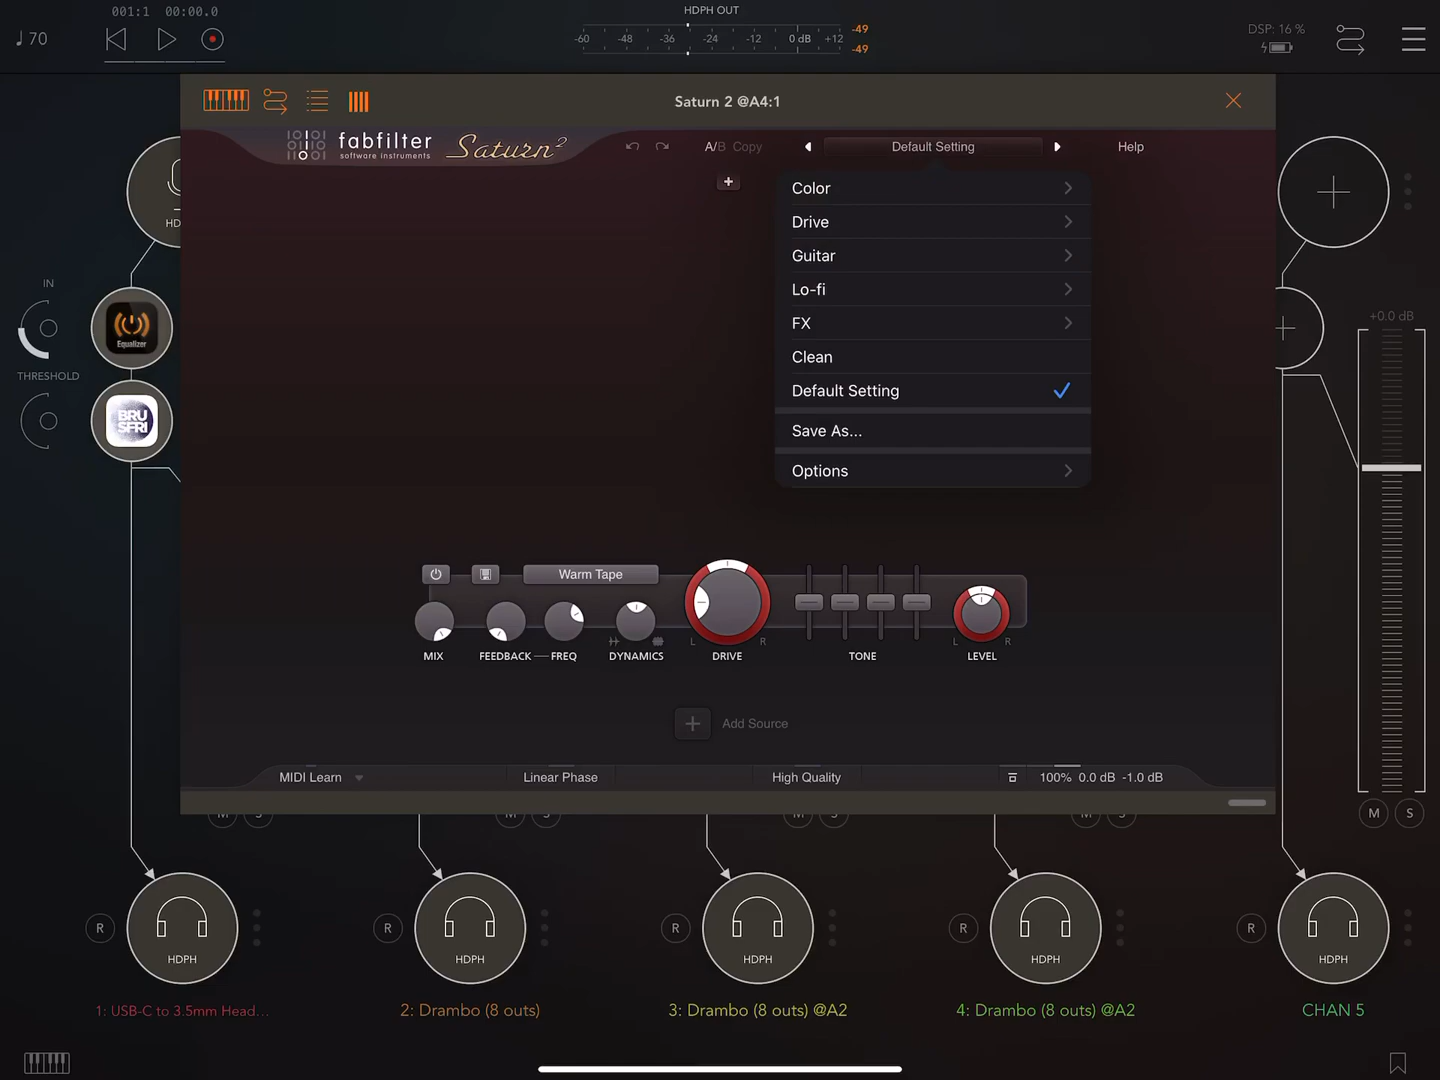 001:1 00:00.0
HDPH OUT
♩70
-60 -48 -36 -24 -12 0 dB +12
-49
-49
DSP: 16 %
Saturn 2 @A4:1
fabfilter
software instruments
Saturn 2
A/B Copy
Default Setting
Help
Color
Drive
Guitar
Lo-fi
FX
Clean
Default Setting
Save As...
Options
HD
IN
Equalizer
THRESHOLD
BRU
SFRI
+0.0 dB
Warm Tape
L R
L R
MIX FEEDBACK FREQ DYNAMICS DRIVE TONE LEVEL
Add Source
MIDI Learn Linear Phase High Quality 100% 0.0 dB -1.0 dB
M S M S M S M S M S
R R R R R
HDPH HDPH HDPH HDPH HDPH
1: USB-C to 3.5mm Head... 2: Drambo (8 outs) 3: Drambo (8 outs) @A2 4: Drambo (8 outs) @A2 CHAN 5